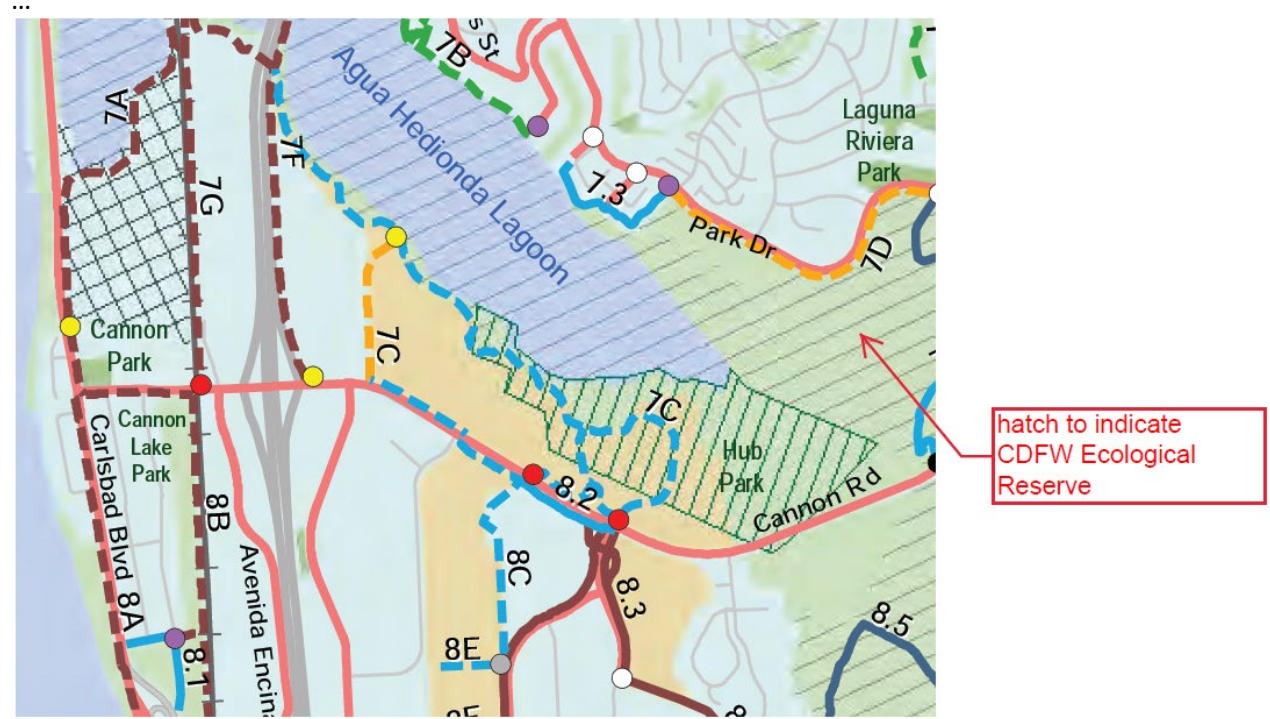 ...
7B
s St
Agua Hedionda Lagoon
7A
7F
7G
Laguna
Riviera
Park
7.3
Park Dr
7D
Cannon
Park
7C
7C
Hub
Park
Cannon Rd
hatch to indicate
CDFW Ecological
Reserve
Cannon
Lake
Park
Carlsbad Blvd 8A
8B
8.2
8C
8.3
8.5
Avenida Encina
8E
8.1